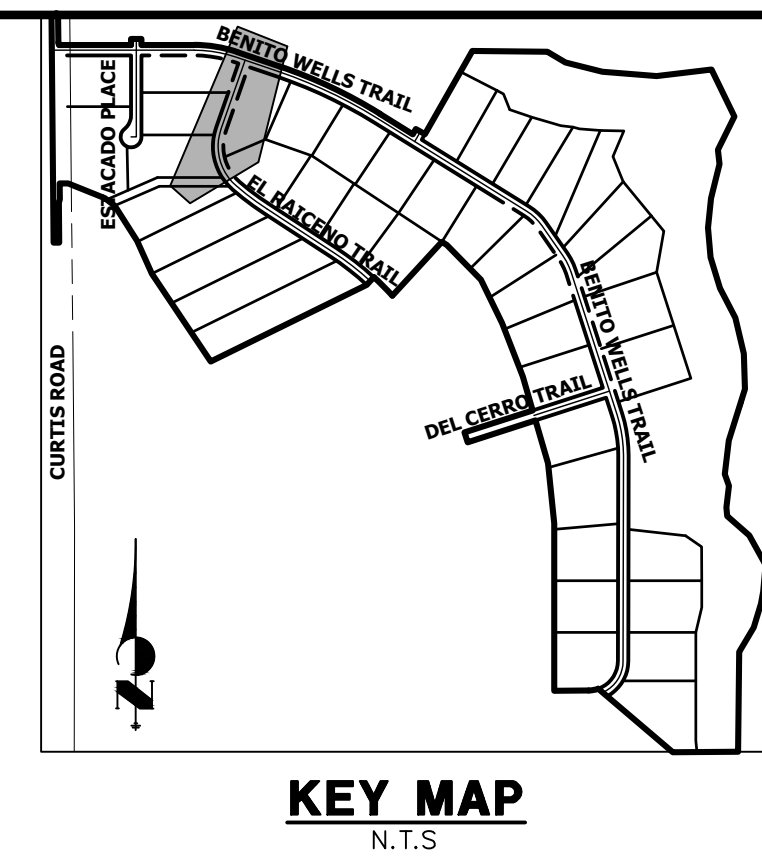 BENITO WELLS TRAIL
ESTACADO PLACE
EL RAICENO TRAIL
BENITO WELLS TRAIL
CURTIS ROAD
DEL CERRO TRAIL
N
KEY MAP
N.T.S